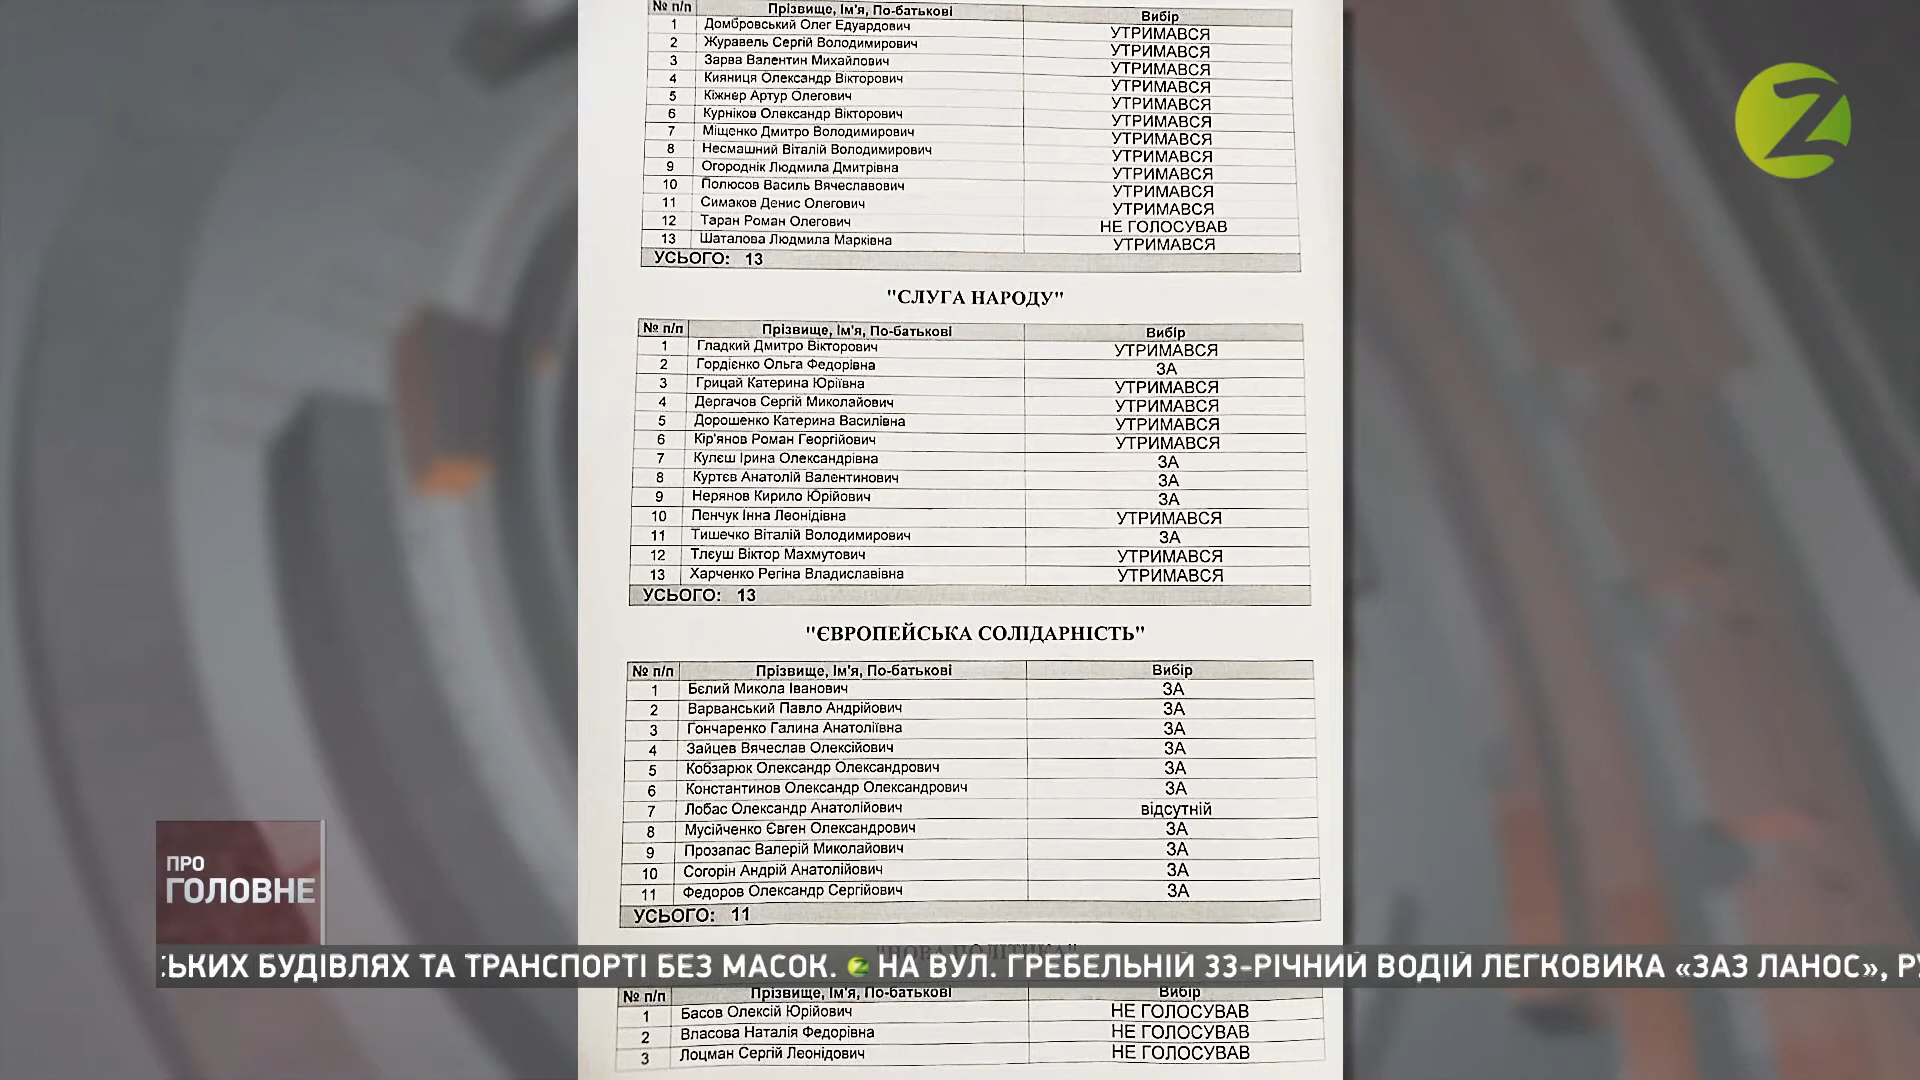 № п/п Прізвище, Ім'я, По-батькові Вибір
1 Домбровський Олег Едуардович УТРИМАВСЯ
2 Журавель Сергій Володимирович УТРИМАВСЯ
3 Зарва Валентин Михайлович УТРИМАВСЯ
4 Кияниця Олександр Вікторович УТРИМАВСЯ
5 Кіжнер Артур Олегович УТРИМАВСЯ
6 Курніков Олександр Вікторович УТРИМАВСЯ
7 Міщенко Дмитро Володимирович УТРИМАВСЯ
8 Несмашний Віталій Володимирович УТРИМАВСЯ
9 Огороднік Людмила Дмитрівна УТРИМАВСЯ
10 Полюсов Василь Вячеславович УТРИМАВСЯ
11 Симаков Денис Олегович УТРИМАВСЯ
12 Таран Роман Олегович НЕ ГОЛОСУВАВ
13 Шаталова Людмила Марківна УТРИМАВСЯ
УСЬОГО: 13
"СЛУГА НАРОДУ"
№ п/п Прізвище, Ім'я, По-батькові Вибір
1 Гладкий Дмитро Вікторович УТРИМАВСЯ
2 Гордієнко Ольга Федорівна ЗА
3 Грицай Катерина Юріївна УТРИМАВСЯ
4 Дергачов Сергій Миколайович УТРИМАВСЯ
5 Дорошенко Катерина Василівна УТРИМАВСЯ
6 Кір'янов Роман Георгійович УТРИМАВСЯ
7 Кулєш Ірина Олександрівна ЗА
8 Куртєв Анатолій Валентинович ЗА
9 Нерянов Кирило Юрійович ЗА
10 Пенчук Інна Леонідівна УТРИМАВСЯ
11 Тишечко Віталій Володимирович ЗА
12 Тлєуш Віктор Махмутович УТРИМАВСЯ
13 Харченко Регіна Владиславівна УТРИМАВСЯ
УСЬОГО: 13
"ЄВРОПЕЙСЬКА СОЛІДАРНІСТЬ"
№ п/п Прізвище, Ім'я, По-батькові Вибір
1 Бєлий Микола Іванович ЗА
2 Варванський Павло Андрійович ЗА
3 Гончаренко Галина Анатоліївна ЗА
4 Зайцев Вячеслав Олексійович ЗА
5 Кобзарюк Олександр Олександрович ЗА
6 Константинов Олександр Олександрович ЗА
7 Лобас Олександр Анатолійович відсутній
8 Мусійченко Євген Олександрович ЗА
9 Прозапас Валерій Миколайович ЗА
10 Согорін Андрій Анатолійович ЗА
11 Федоров Олександр Сергійович ЗА
УСЬОГО: 11
"НОВА ПОЛІТИКА"
№ п/п Прізвище, Ім'я, По-батькові Вибір
1 Басов Олексій Юрійович НЕ ГОЛОСУВАВ
2 Власова Наталія Федорівна НЕ ГОЛОСУВАВ
3 Лоцман Сергій Леонідович НЕ ГОЛОСУВАВ
Z
ПРО
ГОЛОВНЕ
СЬКИХ БУДІВЛЯХ ТА ТРАНСПОРТІ БЕЗ МАСОК. НА ВУЛ. ГРЕБЕЛЬНІЙ 33-РІЧНИЙ ВОДІЙ ЛЕГКОВИКА «ЗАЗ ЛАНОС», РУ